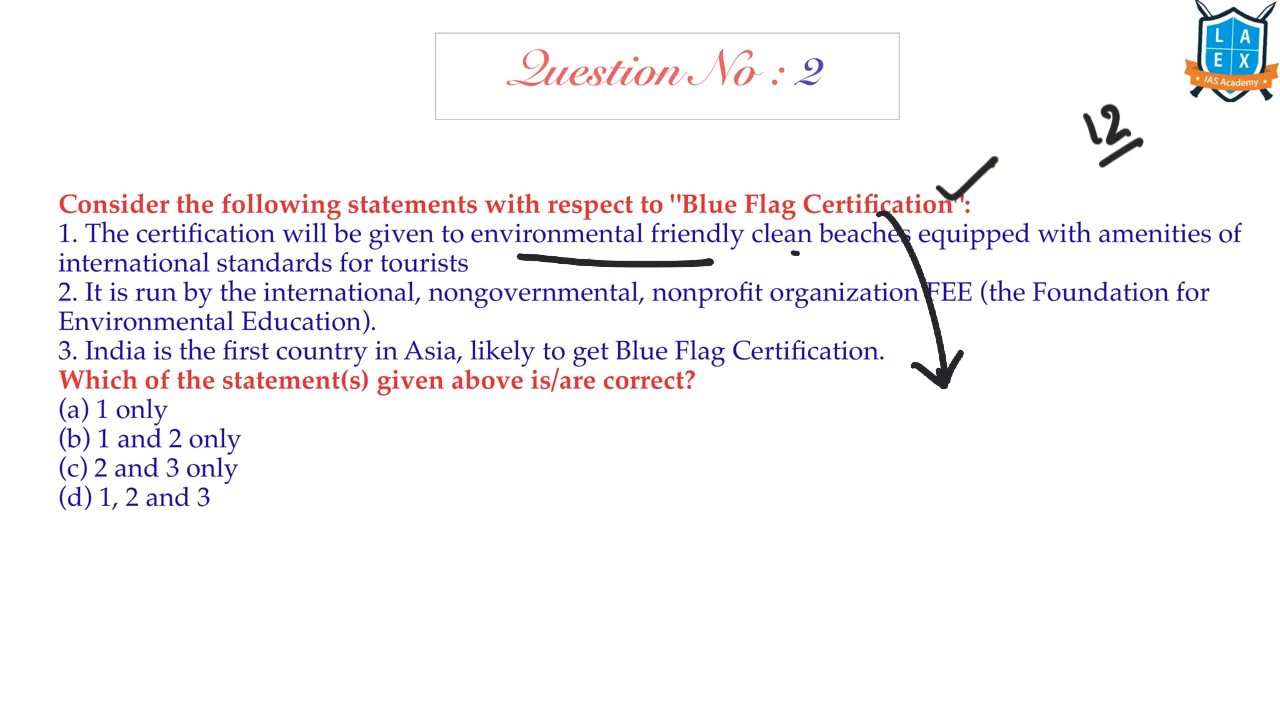 Question No : 2
L A
E X
IAS Academy
12
Consider the following statements with respect to "Blue Flag Certification":
1. The certification will be given to environmental friendly clean beaches equipped with amenities of
international standards for tourists
2. It is run by the international, nongovernmental, nonprofit organization FEE (the Foundation for
Environmental Education).
3. India is the first country in Asia, likely to get Blue Flag Certification.
Which of the statement(s) given above is/are correct?
(a) 1 only
(b) 1 and 2 only
(c) 2 and 3 only
(d) 1, 2 and 3